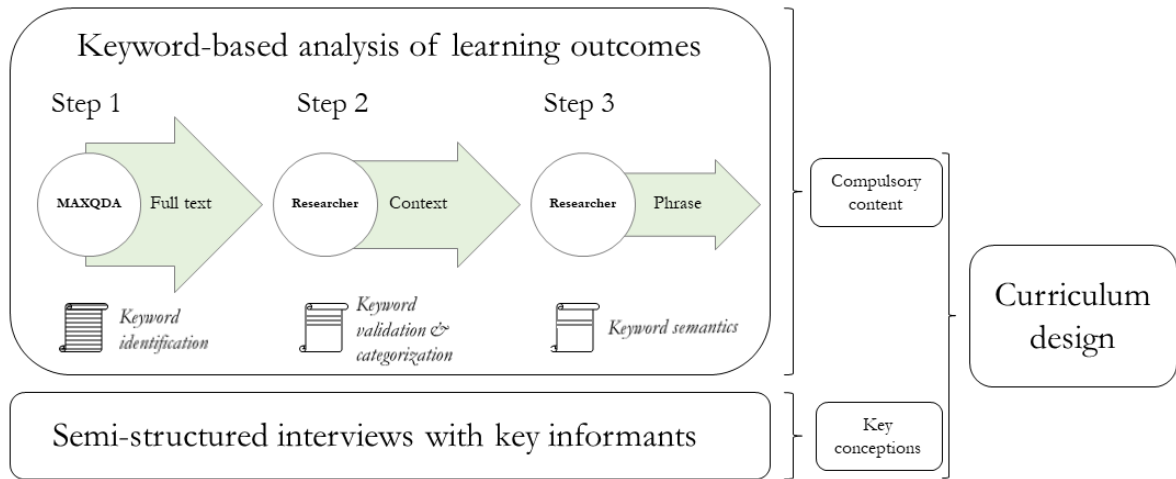 Keyword-based analysis of learning outcomes
Step 1
Step 2
Step 3
MAXQDA
Full text
Researcher
Context
Researcher
Phrase
Keyword
identification
Keyword
validation &
categorization
Keyword semantics
Semi-structured interviews with key informants
Compulsory
content
Key
conceptions
Curriculum
design